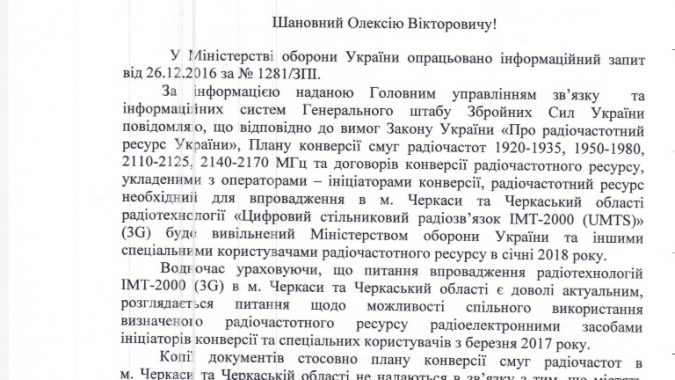 Шановний Олексію Вікторовичу!
У Міністерстві оборони України опрацьовано інформаційний запит
від 26.12.2016 за № 1281/ЗПІ.
За інформацією наданою Головним управлінням зв’язку та
інформаційних систем Генерального штабу Збройних Сил України
повідомляю, що відповідно до вимог Закону України «Про радіочастотний
ресурс України», Плану конверсії смуг радіочастот 1920-1935, 1950-1980,
2110-2125, 2140-2170 МГц та договорів конверсії радіочастотного ресурсу,
укладеними з операторами – ініціаторами конверсії, радіочастотний ресурс
необхідний для впровадження в м. Черкаси та Черкаський області
радіотехнології «Цифровий стільниковий радіозв’язок ІМТ-2000 (UMTS)»
(3G) буде вивільнений Міністерством оборони України та іншими
спеціальними користувачами радіочастотного ресурсу в січні 2018 року.
Водночас ураховуючи, що питання впровадження радіотехнологій
ІМТ-2000 (3G) в м. Черкаси та Черкаський області є доволі актуальним,
розглядається питання щодо можливості спільного використання
визначеного радіочастотного ресурсу радіоелектронними засобами
ініціаторів конверсії та спеціальних користувачів з березня 2017 року.
Копії документів стосовно плану конверсії смуг радіочастот в
м. Черкаси та Черкаській області не надаються в зв’язку з тим, що містять